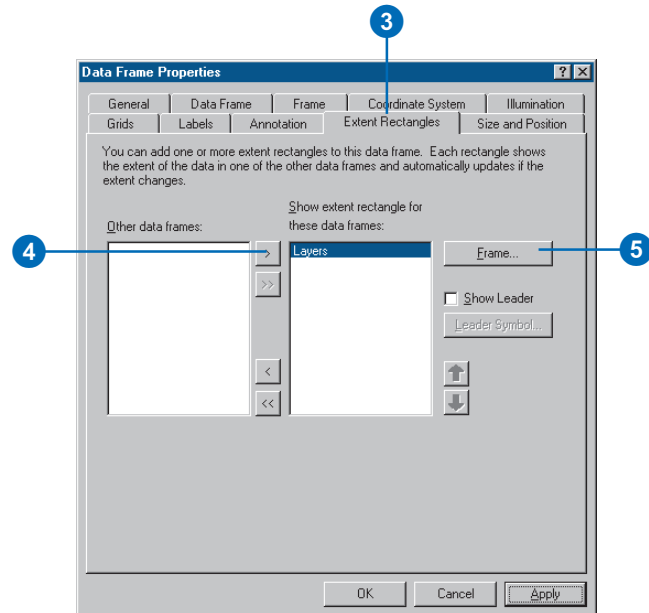 3
Data Frame Properties
? X
General Data Frame Frame Coordinate System Illumination
Grids Labels Annotation Extent Rectangles Size and Position
You can add one or more extent rectangles to this data frame. Each rectangle shows
the extent of the data in one of the other data frames and automatically updates if the
extent changes.
Show extent rectangle for
Other data frames: these data frames:
4 > Layers Frame... 5
>>
Show Leader
Leader Symbol...
<
<<
OK Cancel Apply